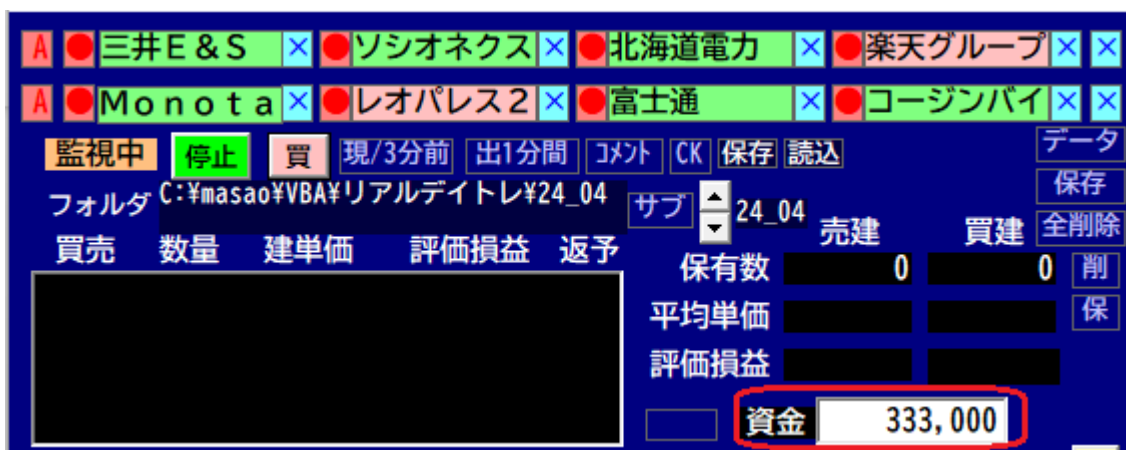 A ●三井E&S × ●ソシオネクス × ●北海道電力 × ●楽天グループ × ×
A ●Monota × ●レオパレス2 × ●富士通 × ●コージンバイ × ×
監視中 停止 買 現/3分前 出1分間 コメント CK 保存 読込 データ
フォルダ C:¥masao¥VBA¥リアルデイトレ¥24_04 サブ 24_04 保存
買売 数量 建単価 評価損益 返予 売建 買建 全削除
保有数 0 0 削
平均単価 保
評価損益
資金 333,000